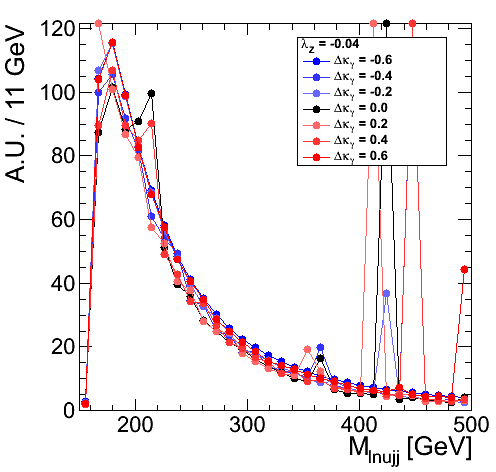 A.U. / 11 GeV
120
100
80
60
40
20
0
λz = -0.04
Δκγ = -0.6
Δκγ = -0.4
Δκγ = -0.2
Δκγ = 0.0
Δκγ = 0.2
Δκγ = 0.4
Δκγ = 0.6
200 300 400 500
Mlnujj [GeV]